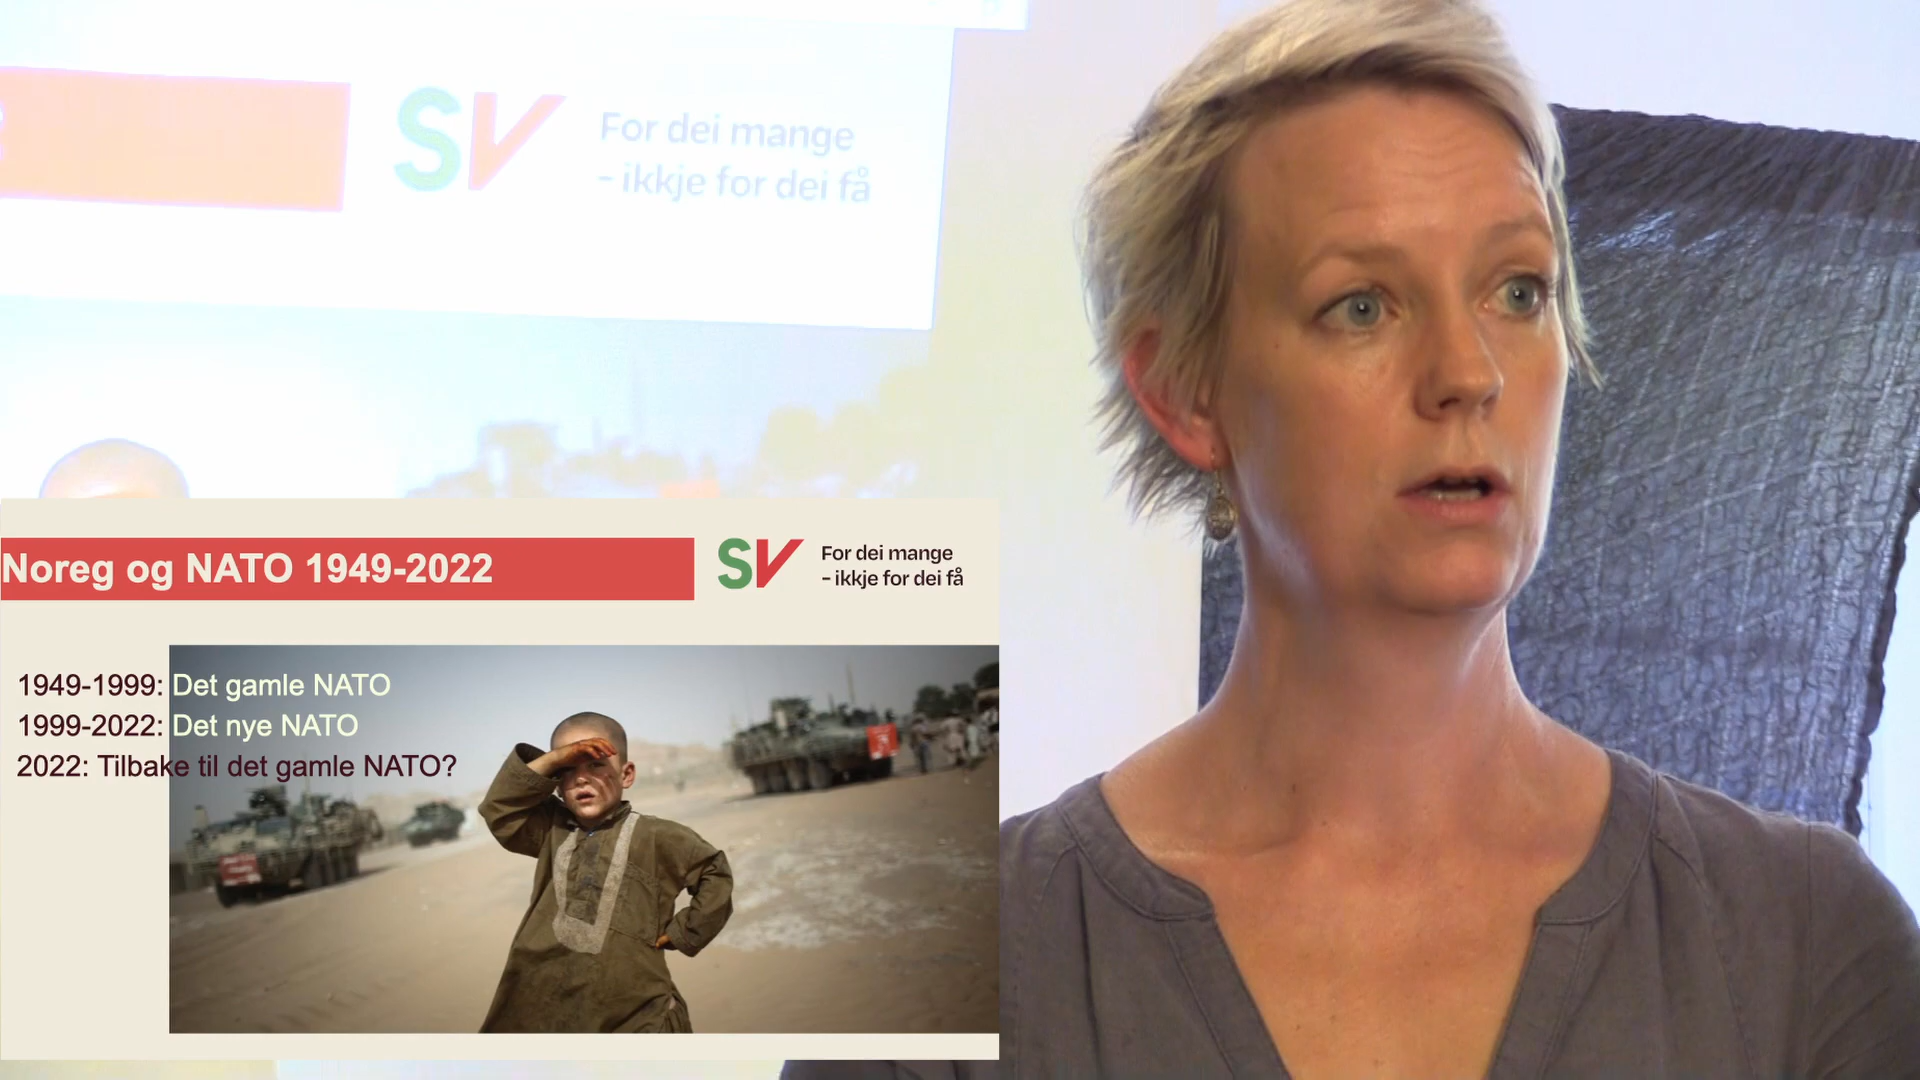 SV
For dei mange
– ikkje for dei få
Noreg og NATO 1949-2022
SV
For dei mange
– ikkje for dei få
1949-1999: Det gamle NATO
1999-2022: Det nye NATO
2022: Tilbake til det gamle NATO?